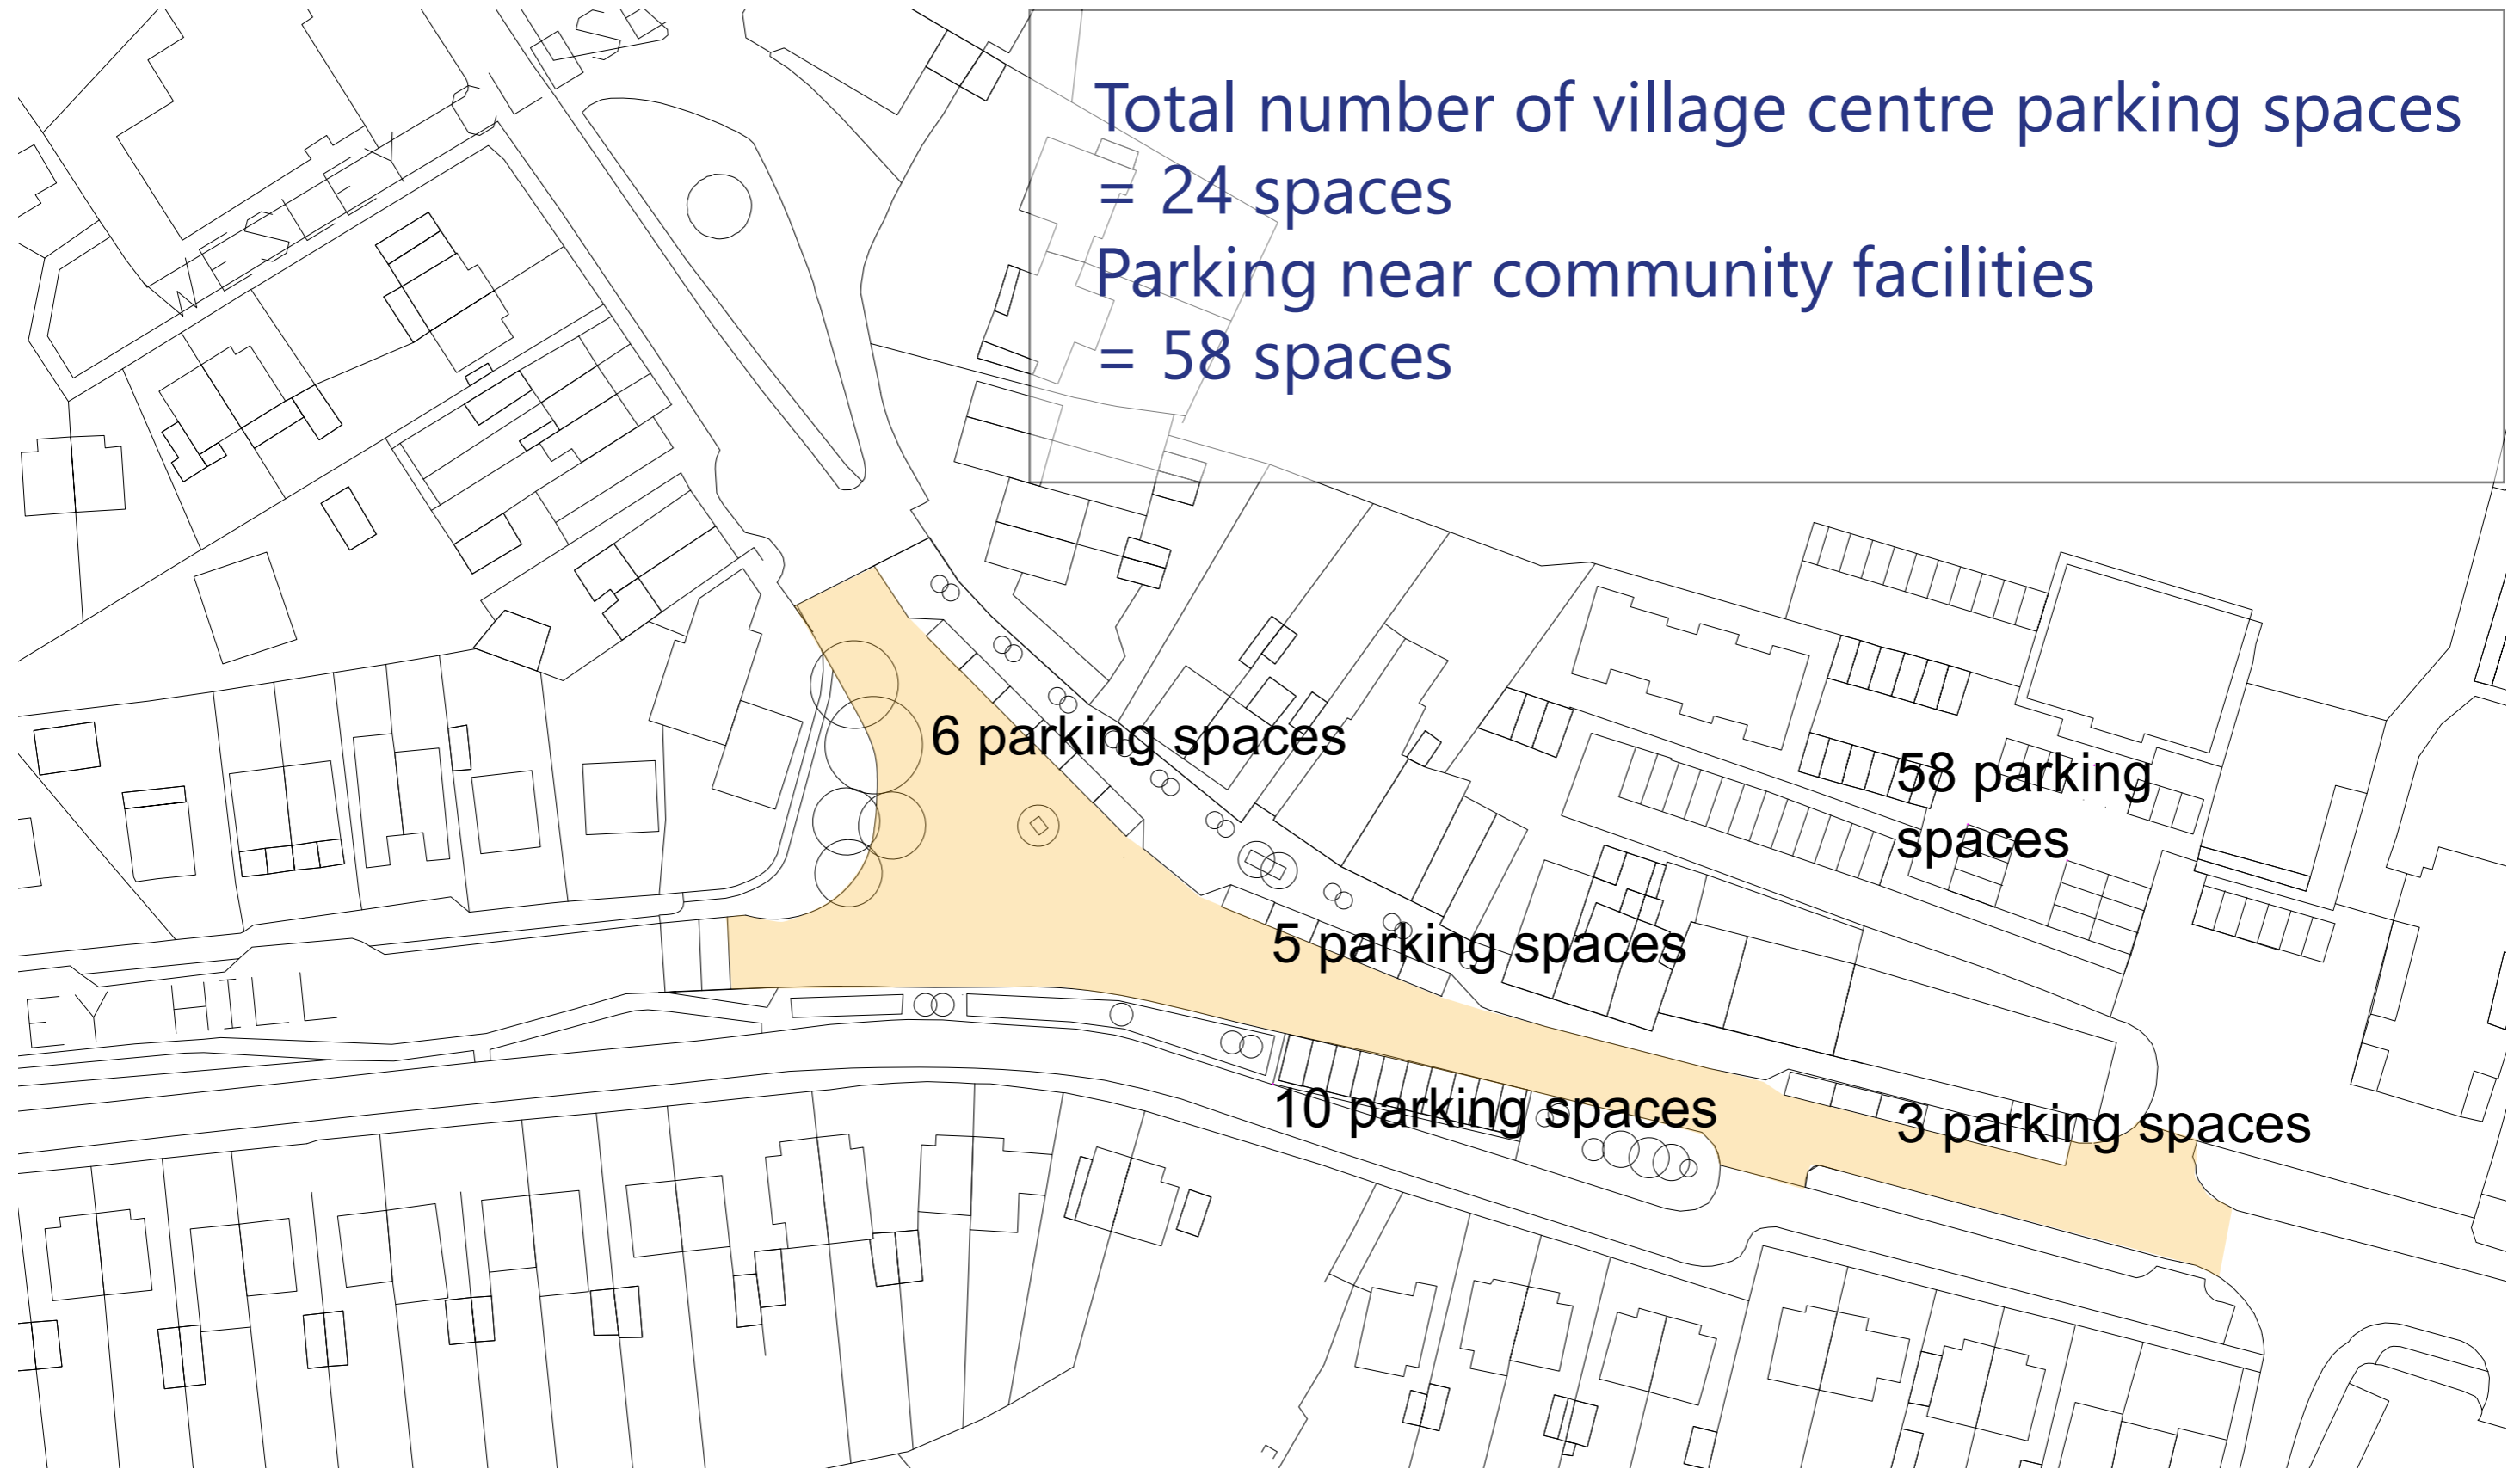 Total number of village centre parking spaces
= 24 spaces
Parking near community facilities
= 58 spaces
6 parking spaces
58 parking
spaces
5 parking spaces
10 parking spaces
3 parking spaces
EY HILL